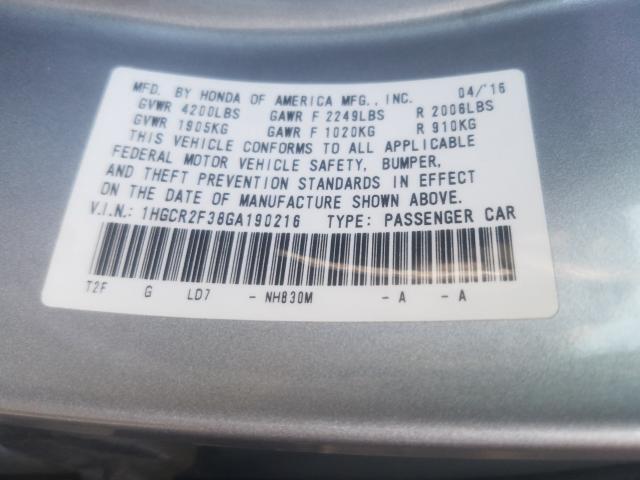 MFD. BY HONDA OF AMERICA MFG., INC. 04/'16
GVWR 4200LBS GAWR F 2249LBS R 2006LBS
GVWR 1905KG GAWR F 1020KG R 910KG
THIS VEHICLE CONFORMS TO ALL APPLICABLE
FEDERAL MOTOR VEHICLE SAFETY, BUMPER,
AND THEFT PREVENTION STANDARDS IN EFFECT
ON THE DATE OF MANUFACTURE SHOWN ABOVE.
V.I.N.: 1HGCR2F38GA190216 TYPE: PASSENGER CAR
T2F G LD7 - NH830M - A - A